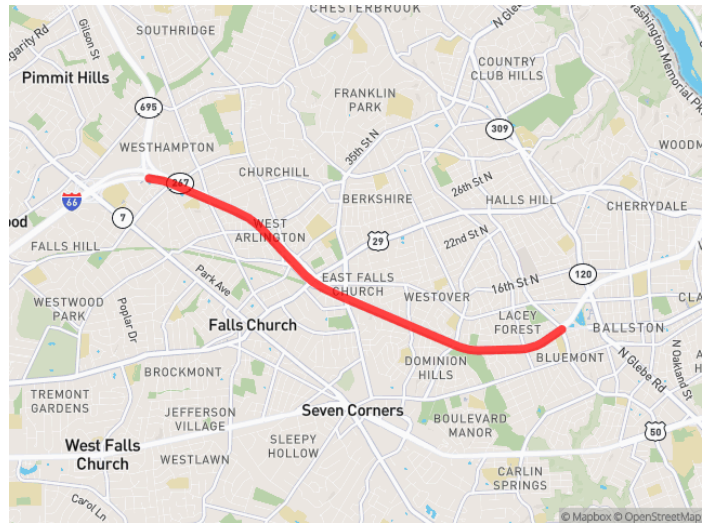 CHESTERBROOK
N Glebe
Washington Memorial Pk
garity Rd
Gilson St
SOUTHRIDGE
COUNTRY
CLUB HILLS
Pimmit Hills
FRANKLIN
PARK
695
309
WESTHAMPTON
35th St N
WOODM
267
CHURCHILL
26th St N
BERKSHIRE
HALLS HILL
CHERRYDALE
66
7
ood
WEST
ARLINGTON
29
22nd St N
FALLS HILL
Park Ave
EAST FALLS
CHURCH
16th St N
120
WESTWOOD
PARK
Poplar Dr
WESTOVER
Falls Church
LACEY
FOREST
BALLSTON
CLA
BROCKMONT
DOMINION
HILLS
BLUEMONT
N Glebe Rd
N Oakland St
TREMONT
GARDENS
JEFFERSON
VILLAGE
Seven Corners
BOULEVARD
MANOR
50
West Falls
Church
SLEEPY
HOLLOW
WESTLAWN
CARLIN
SPRINGS
Carol Ln
© Mapbox © OpenStreetMap